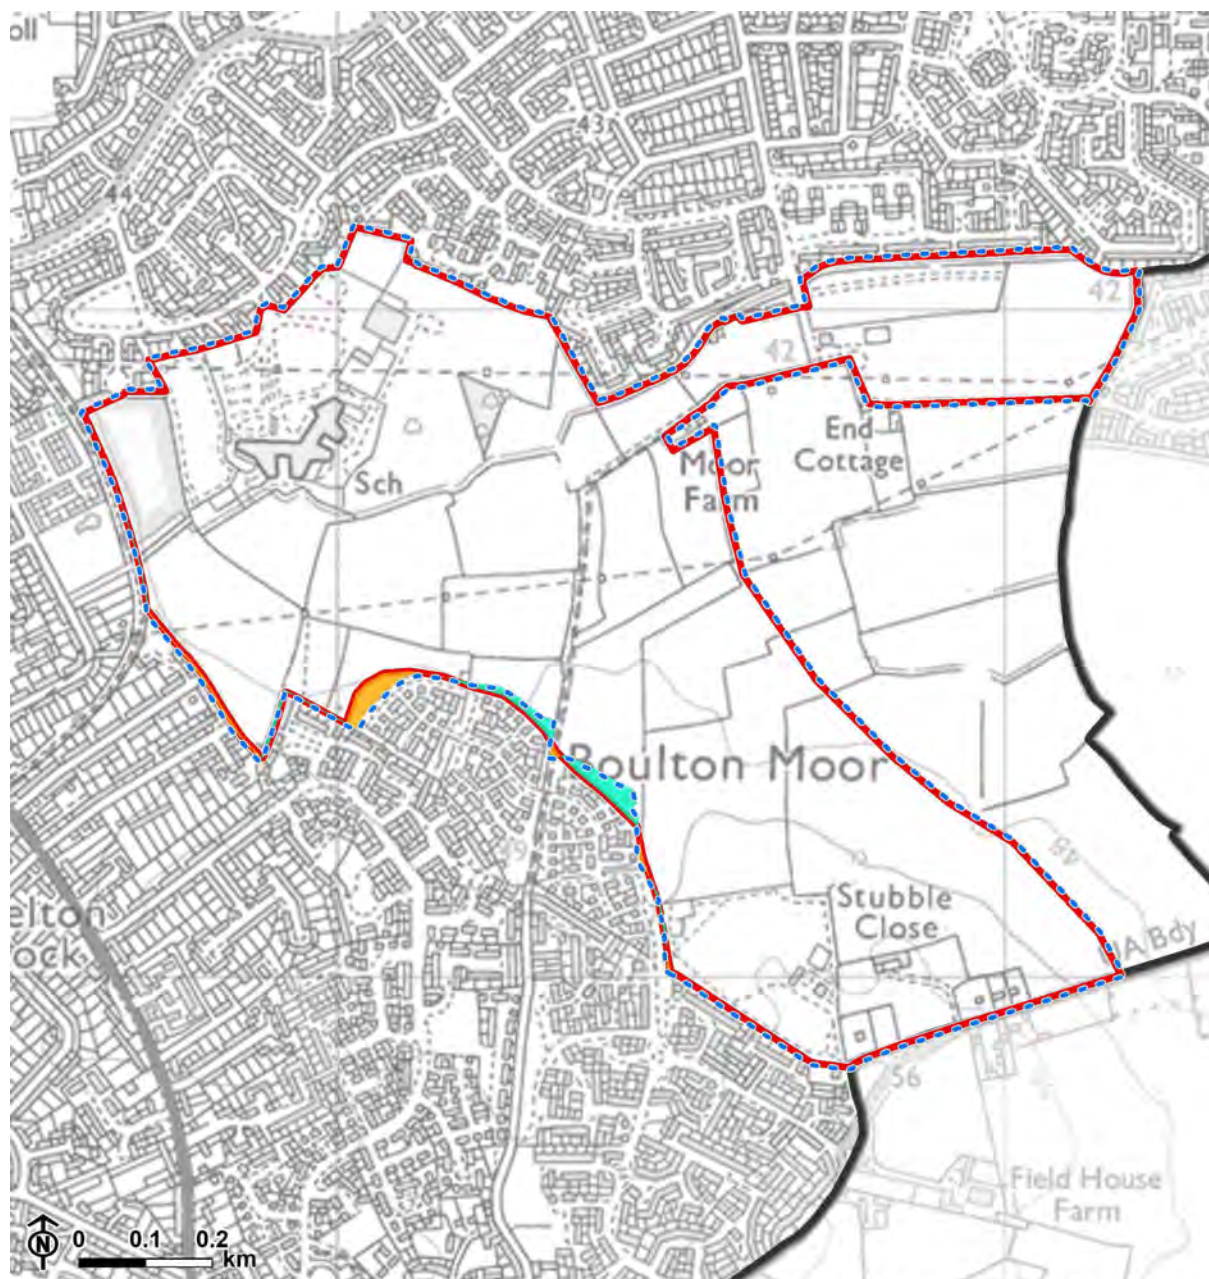 oll
43
44
42
42
End
Cottage
Moor
Farm
Sch
Boulton Moor
49
48
elton
ock
Stubble
Close
A Bdy
56
Field House
Farm
N
0 0.1 0.2
km